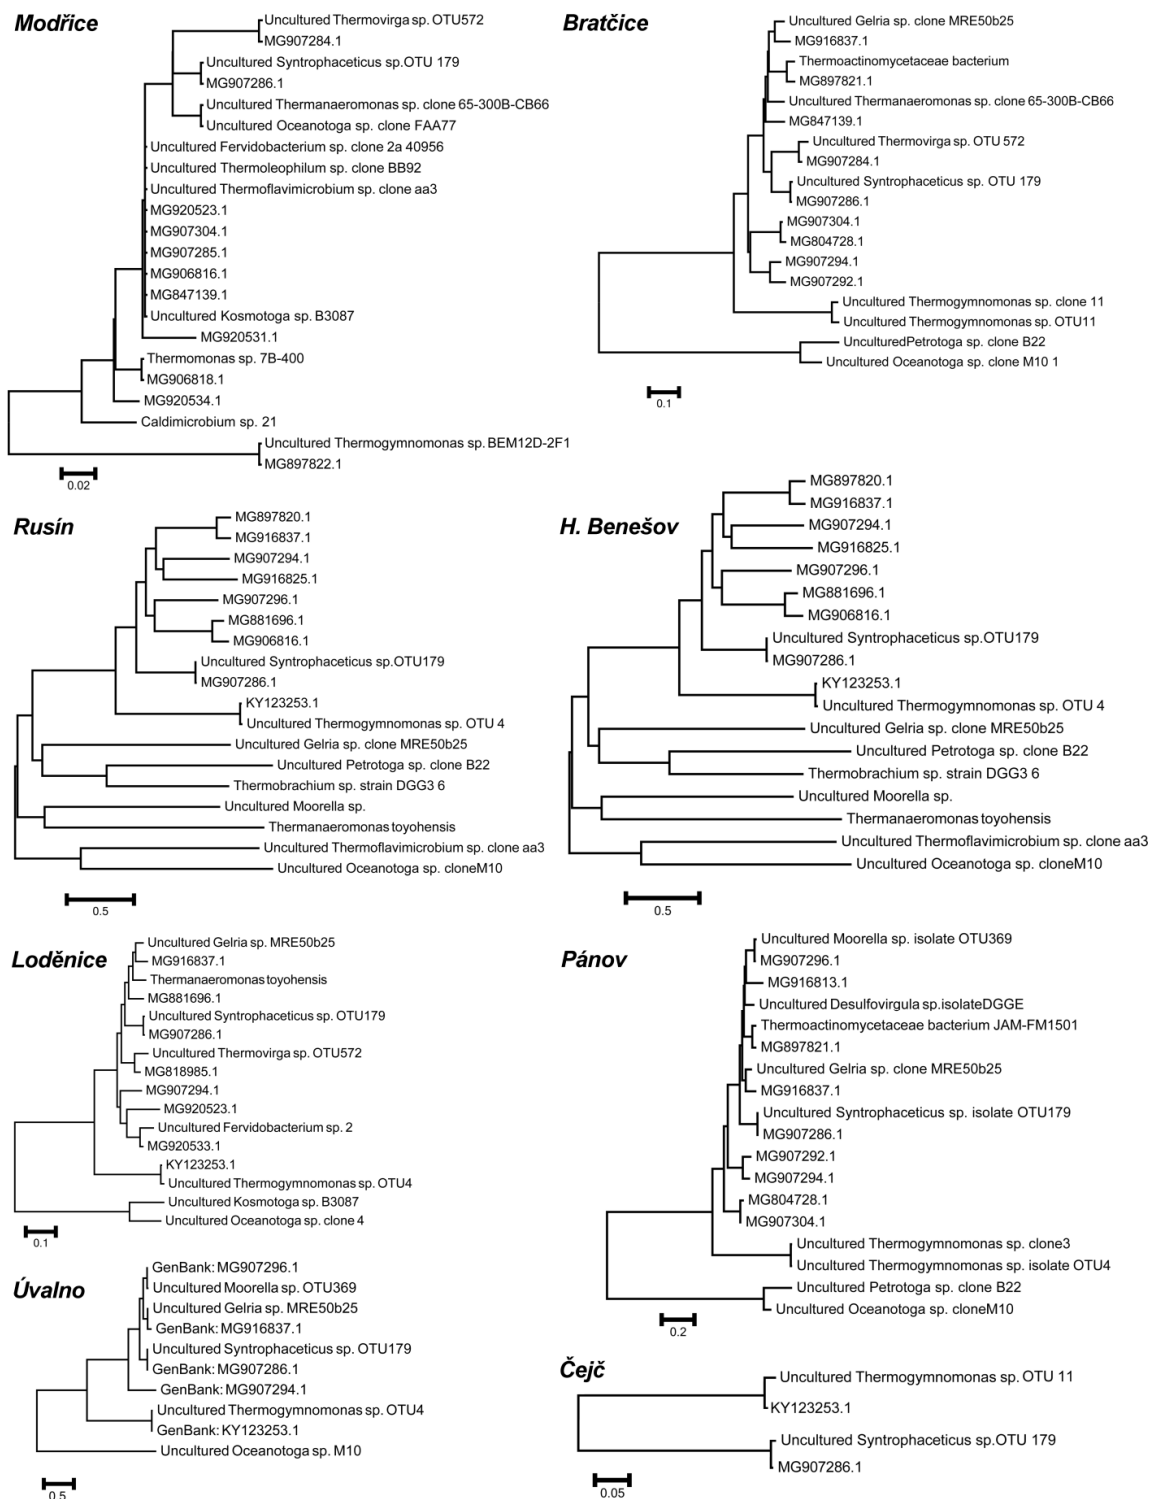 Modřice
Uncultured Thermovirga sp. OTU572
MG907284.1
Uncultured Syntrophaceticus sp.OTU 179
MG907286.1
Uncultured Thermanaeromonas sp. clone 65-300B-CB66
Uncultured Oceanotoga sp. clone FAA77
Uncultured Fervidobacterium sp. clone 2a 40956
Uncultured Thermoleophilum sp. clone BB92
Uncultured Thermoflavimicrobium sp. clone aa3
MG920523.1
MG907304.1
MG907285.1
MG906816.1
MG847139.1
Uncultured Kosmotoga sp. B3087
MG920531.1
Thermomonas sp. 7B-400
MG906818.1
MG920534.1
Caldimicrobium sp. 21
Uncultured Thermogymnomonas sp. BEM12D-2F1
MG897822.1
0.02
Bratčice
Uncultured Gelria sp. clone MRE50b25
MG916837.1
Thermoactinomycetaceae bacterium
MG897821.1
Uncultured Thermanaeromonas sp. clone 65-300B-CB66
MG847139.1
Uncultured Thermovirga sp. OTU 572
MG907284.1
Uncultured Syntrophaceticus sp. OTU 179
MG907286.1
MG907304.1
MG804728.1
MG907294.1
MG907292.1
Uncultured Thermogymnomonas sp. clone 11
Uncultured Thermogymnomonas sp. OTU11
UnculturedPetrotoga sp. clone B22
Uncultured Oceanotoga sp. clone M10 1
0.1
Rusín
MG897820.1
MG916837.1
MG907294.1
MG916825.1
MG907296.1
MG881696.1
MG906816.1
Uncultured Syntrophaceticus sp.OTU179
MG907286.1
KY123253.1
Uncultured Thermogymnomonas sp. OTU 4
Uncultured Gelria sp. clone MRE50b25
Uncultured Petrotoga sp. clone B22
Thermobrachium sp. strain DGG3 6
Uncultured Moorella sp.
Thermanaeromonas toyohensis
Uncultured Thermoflavimicrobium sp. clone aa3
Uncultured Oceanotoga sp. cloneM10
0.5
H. Benešov
MG897820.1
MG916837.1
MG907294.1
MG916825.1
MG907296.1
MG881696.1
MG906816.1
Uncultured Syntrophaceticus sp.OTU179
MG907286.1
KY123253.1
Uncultured Thermogymnomonas sp. OTU 4
Uncultured Gelria sp. clone MRE50b25
Uncultured Petrotoga sp. clone B22
Thermobrachium sp. strain DGG3 6
Uncultured Moorella sp.
Thermanaeromonas toyohensis
Uncultured Thermoflavimicrobium sp. clone aa3
Uncultured Oceanotoga sp. cloneM10
0.5
Loděnice
Uncultured Gelria sp. MRE50b25
MG916837.1
Thermanaeromonas toyohensis
MG881696.1
Uncultured Syntrophaceticus sp. OTU179
MG907286.1
Uncultured Thermovirga sp. OTU572
MG818985.1
MG907294.1
MG920523.1
Uncultured Fervidobacterium sp. 2
MG920533.1
KY123253.1
Uncultured Thermogymnomonas sp. OTU4
Uncultured Kosmotoga sp. B3087
Uncultured Oceanotoga sp. clone 4
0.1
Pánov
Uncultured Moorella sp. isolate OTU369
MG907296.1
MG916813.1
Uncultured Desulfovirgula sp.isolateDGGE
Thermoactinomycetaceae bacterium JAM-FM1501
MG897821.1
Uncultured Gelria sp. clone MRE50b25
MG916837.1
Uncultured Syntrophaceticus sp. isolate OTU179
MG907286.1
MG907292.1
MG907294.1
MG804728.1
MG907304.1
Uncultured Thermogymnomonas sp. clone3
Uncultured Thermogymnomonas sp. isolate OTU4
Uncultured Petrotoga sp. clone B22
Uncultured Oceanotoga sp. cloneM10
0.2
Úvalno
GenBank: MG907296.1
Uncultured Moorella sp. OTU369
Uncultured Gelria sp. MRE50b25
GenBank: MG916837.1
Uncultured Syntrophaceticus sp. OTU179
GenBank: MG907286.1
GenBank: MG907294.1
Uncultured Thermogymnomonas sp. OTU4
GenBank: KY123253.1
Uncultured Oceanotoga sp. M10
0.5
Čejč
Uncultured Thermogymnomonas sp. OTU 11
KY123253.1
Uncultured Syntrophaceticus sp.OTU 179
MG907286.1
0.05